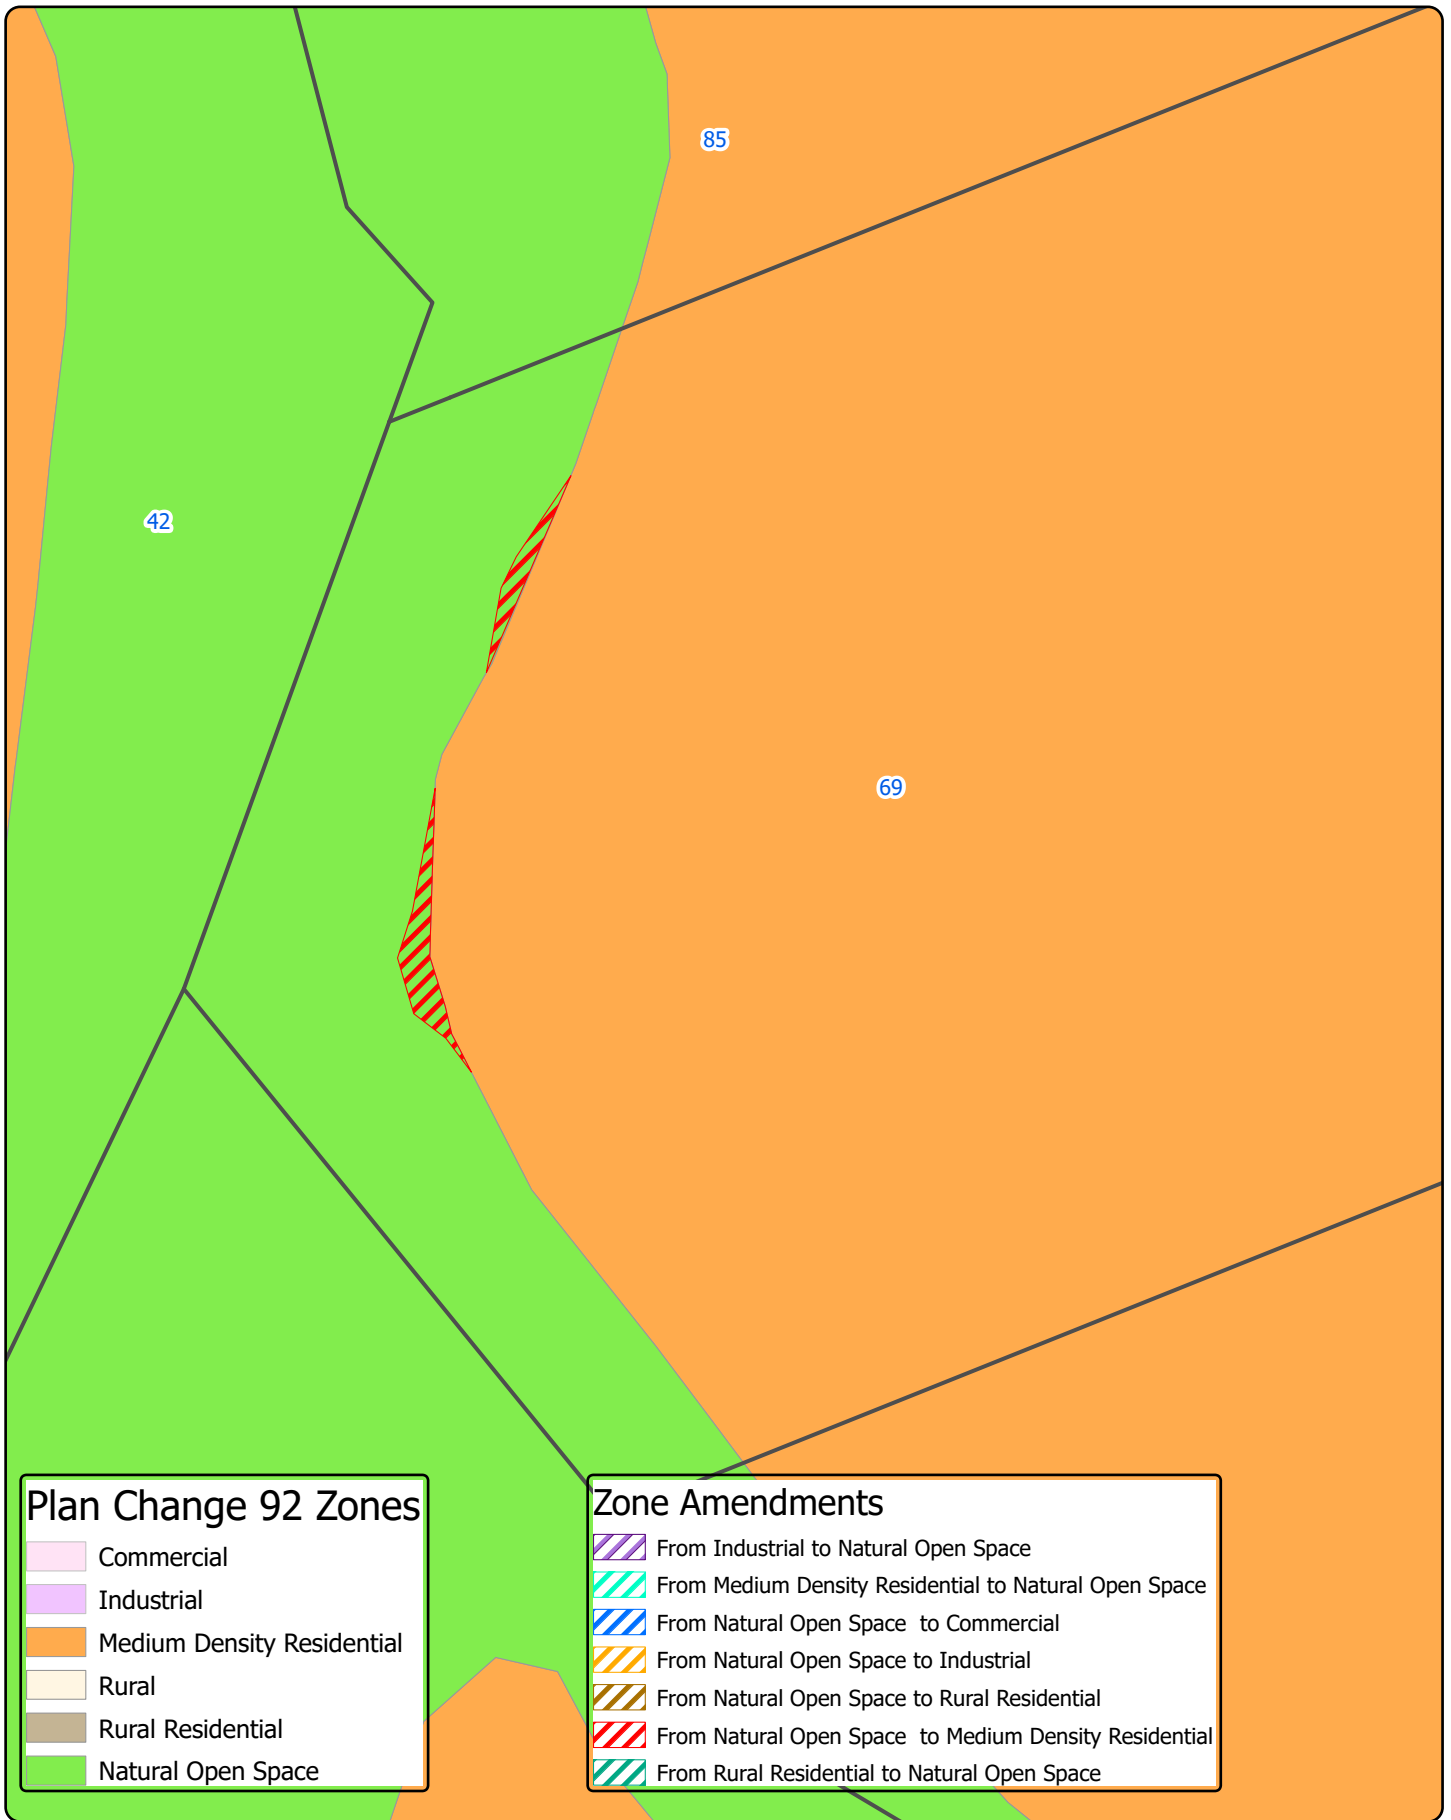 85
42
69
Plan Change 92 Zones
Commercial
Industrial
Medium Density Residential
Rural
Rural Residential
Natural Open Space
Zone Amendments
From Industrial to Natural Open Space
From Medium Density Residential to Natural Open Space
From Natural Open Space  to Commercial
From Natural Open Space to Industrial
From Natural Open Space to Rural Residential
From Natural Open Space  to Medium Density Residential
From Rural Residential to Natural Open Space